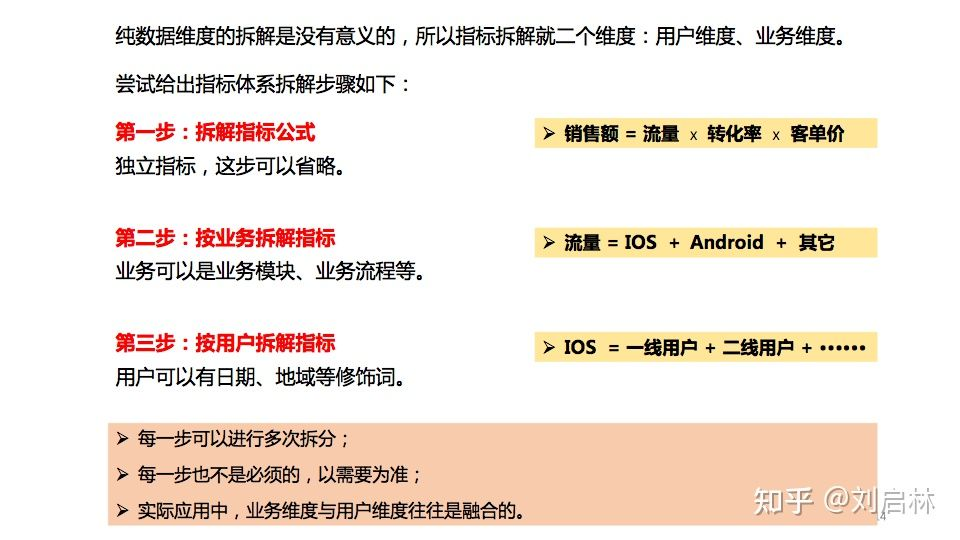 纯数据维度的拆解是没有意义的，所以指标拆解就二个维度：用户维度、业务维度。
尝试给出指标体系拆解步骤如下：
第一步：拆解指标公式
➢ 销售额 = 流量 x 转化率 x 客单价
独立指标，这步可以省略。
第二步：按业务拆解指标
➢ 流量 = IOS + Android + 其它
业务可以是业务模块、业务流程等。
第三步：按用户拆解指标
➢ IOS = 一线用户 + 二线用户 + ••••••
用户可以有日期、地域等修饰词。
➢ 每一步可以进行多次拆分；
➢ 每一步也不是必须的，以需要为准；
➢ 实际应用中，业务维度与用户维度往往是融合的。
知乎 @刘启林